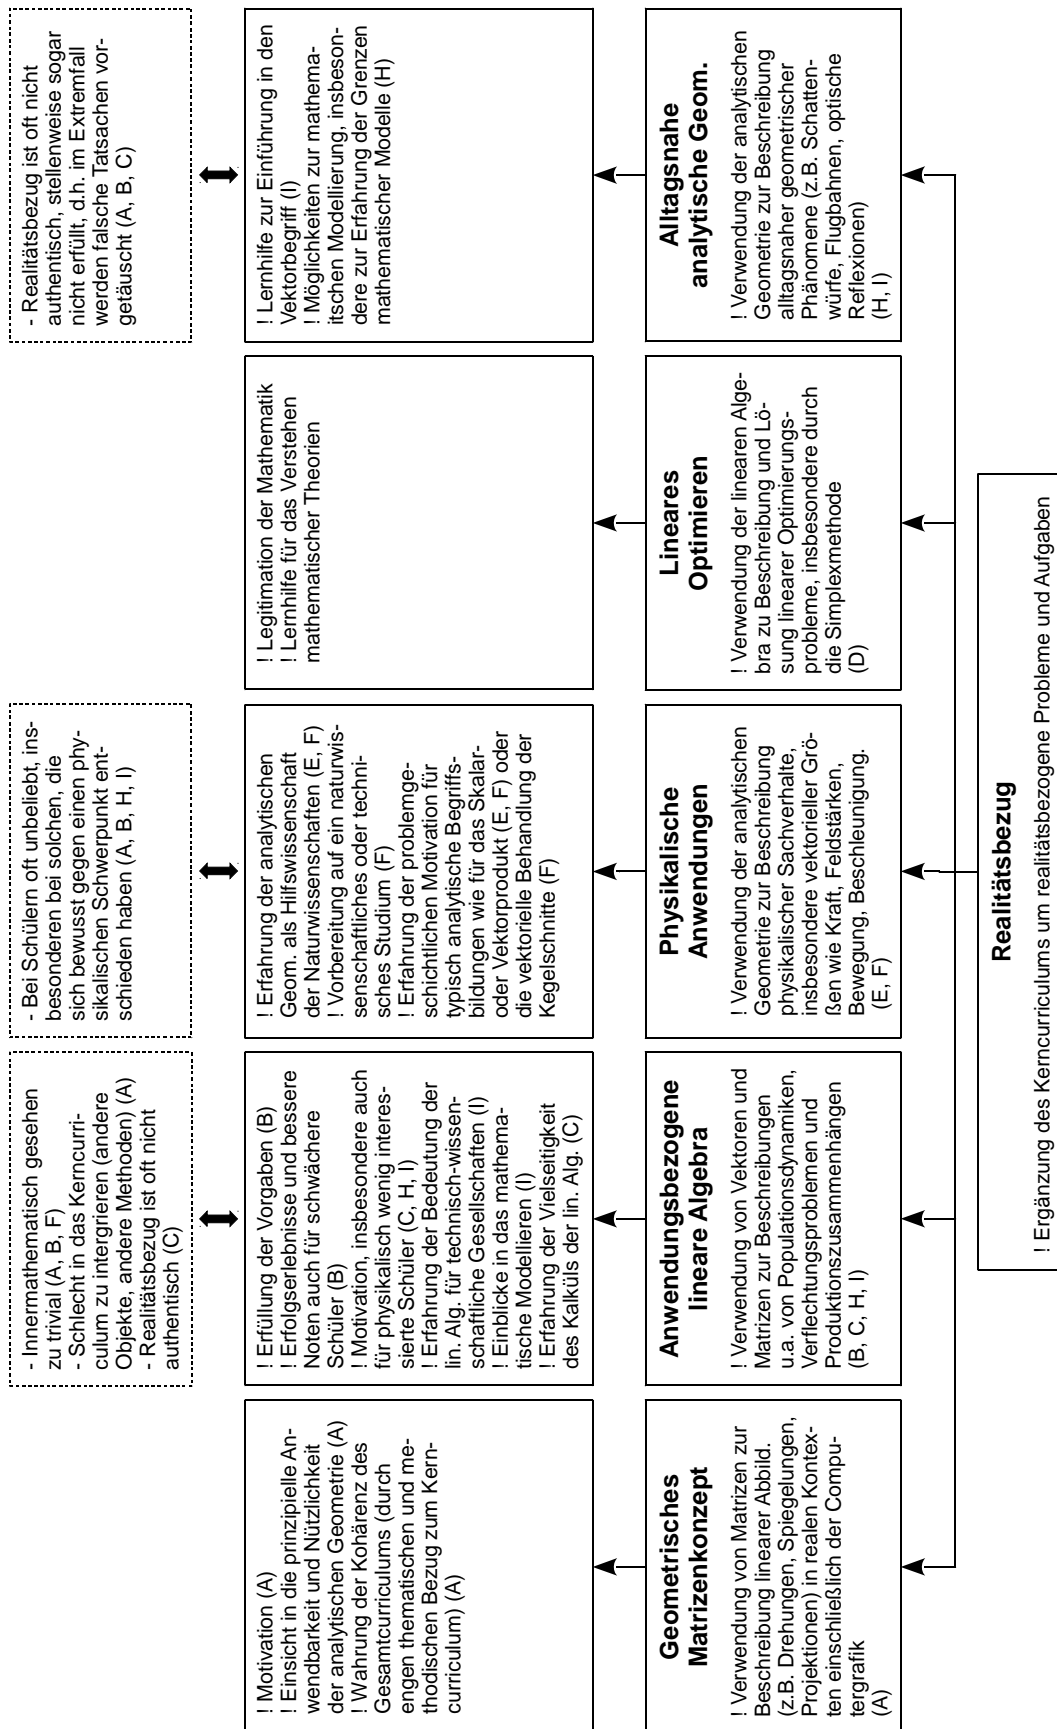 Realitätsbezug
! Ergänzung des Kerncurriculums um realitätsbezogene Probleme und Aufgaben
Geometrisches
Matrizenkonzept
! Verwendung von Matrizen zur
Beschreibung linearer Abbild.
(z.B. Drehungen, Spiegelungen,
Projektionen) in realen Kontex-
ten einschließlich der Compu-
tergrafik
(A)
Anwendungsbezogene
lineare Algebra
! Verwendung von Vektoren und
Matrizen zur Beschreibungen
u.a. von Populationsdynamiken,
Verflechtungsproblemen und
Produktionszusammenhängen
(B, C, H, I)
Physikalische
Anwendungen
! Verwendung der analytischen
Geometrie zur Beschreibung
physikalischer Sachverhalte,
insbesondere vektorieller Grö-
ßen wie Kraft, Feldstärken,
Bewegung, Beschleunigung.
(E, F)
Lineares
Optimieren
! Verwendung der linearen Alge-
bra zu Beschreibung und Lö-
sung linearer Optimierungs-
probleme, insbesondere durch
die Simplexmethode
(D)
Alltagsnahe
analytische Geom.
! Verwendung der analytischen
Geometrie zur Beschreibung
alltagsnaher geometrischer
Phänomene (z.B. Schatten-
würfe, Flugbahnen, optische
Reflexionen)
(H, I)
! Motivation (A)
! Einsicht in die prinzipielle An-
wendbarkeit und Nützlichkeit
der analytischen Geometrie (A)
! Wahrung der Kohärenz des
Gesamtcurriculums (durch
engen thematischen und me-
thodischen Bezug zum Kern-
curriculum) (A)
! Erfüllung der Vorgaben (B)
! Erfolgserlebnisse und bessere
Noten auch für schwächere
Schüler (B)
! Motivation, insbesondere auch
für physikalisch wenig interes-
sierte Schüler (C, H, I)
! Erfahrung der Bedeutung der
lin. Alg. für technisch-wissen-
schaftliche Gesellschaften (I)
! Einblicke in das mathema-
tische Modellieren (I)
! Erfahrung der Vielseitigkeit
des Kalküls der lin. Alg. (C)
! Erfahrung der analytischen
Geom. als Hilfswissenschaft
der Naturwissenschaften (E, F)
! Vorbereitung auf ein naturwis-
senschaftliches oder techni-
sches Studium (F)
! Erfahrung der problemge-
schichtlichen Motivation für
typisch analytische Begriffs-
bildungen wie für das Skalar-
oder Vektorprodukt (E, F) oder
die vektorielle Behandlung der
Kegelschnitte (F)
! Legitimation der Mathematik
! Lernhilfe für das Verstehen
mathematischer Theorien
! Lernhilfe zur Einführung in den
Vektorbegriff (I)
! Möglichkeiten zur mathema-
itschen Modellierung, insbeson-
dere zur Erfahrung der Grenzen
mathematischer Modelle (H)
- Innermathematisch gesehen
zu trivial (A, B, F)
- Schlecht in das Kerncurri-
culum zu intergrieren (andere
Objekte, andere Methoden) (A)
- Realitätsbezug ist oft nicht
authentisch (C)
- Bei Schülern oft unbeliebt, ins-
besonderen bei solchen, die
sich bewusst gegen einen phy-
sikalischen Schwerpunkt ent-
schieden haben (A, B, H, I)
- Realitätsbezug ist oft nicht
authentisch, stellenweise sogar
nicht erfüllt, d.h. im Extremfall
werden falsche Tatsachen vor-
getäuscht (A, B, C)